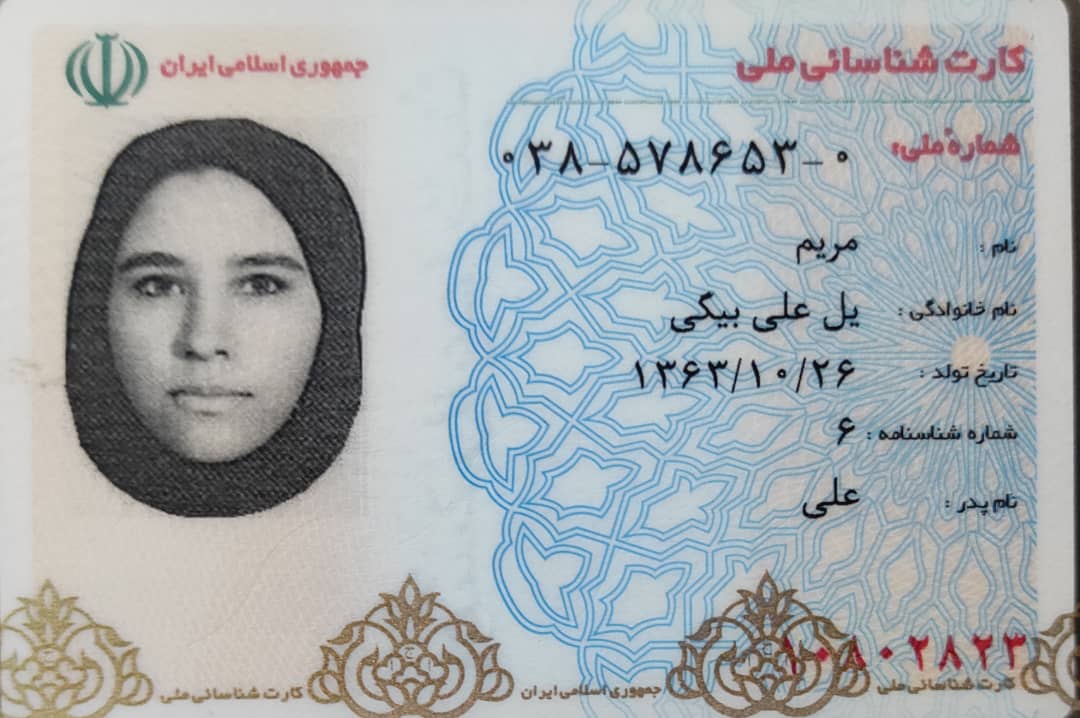 جمهوری اسلامی ایران
کارت شناسائی ملی
شمارهٔ ملی: ۰۳۸-۵۷۸۶۵۳-۰
نام : مریم
نام خانوادگی : یل علی بیگی
تاریخ تولد : ۱۳۶۳/۱۰/۲۶
شماره شناسنامه : ۶
نام پدر : علی
۱۰۸۰۲۸۲۳
کارت شناسائی ملی
جمهوری اسلامی ایران
کارت شناسائی ملی